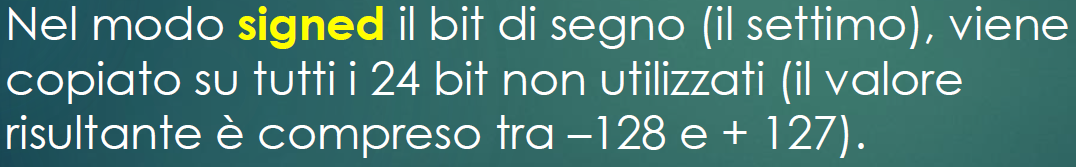 Nel modo signed il bit di segno (il settimo), viene
copiato su tutti i 24 bit non utilizzati (il valore
risultante è compreso tra –128 e + 127).